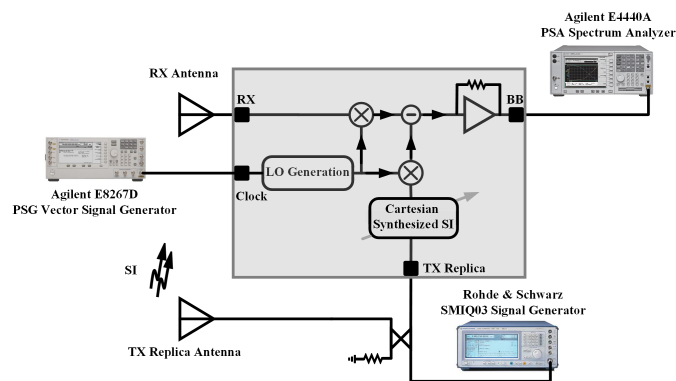 Agilent E4440A
PSA Spectrum Analyzer
RX Antenna
RX
BB
LO Generation
Clock
Agilent E8267D
PSG Vector Signal Generator
Cartesian
Synthesized SI
SI
TX Replica
Rohde & Schwarz
SMIQ03 Signal Generator
TX Replica Antenna